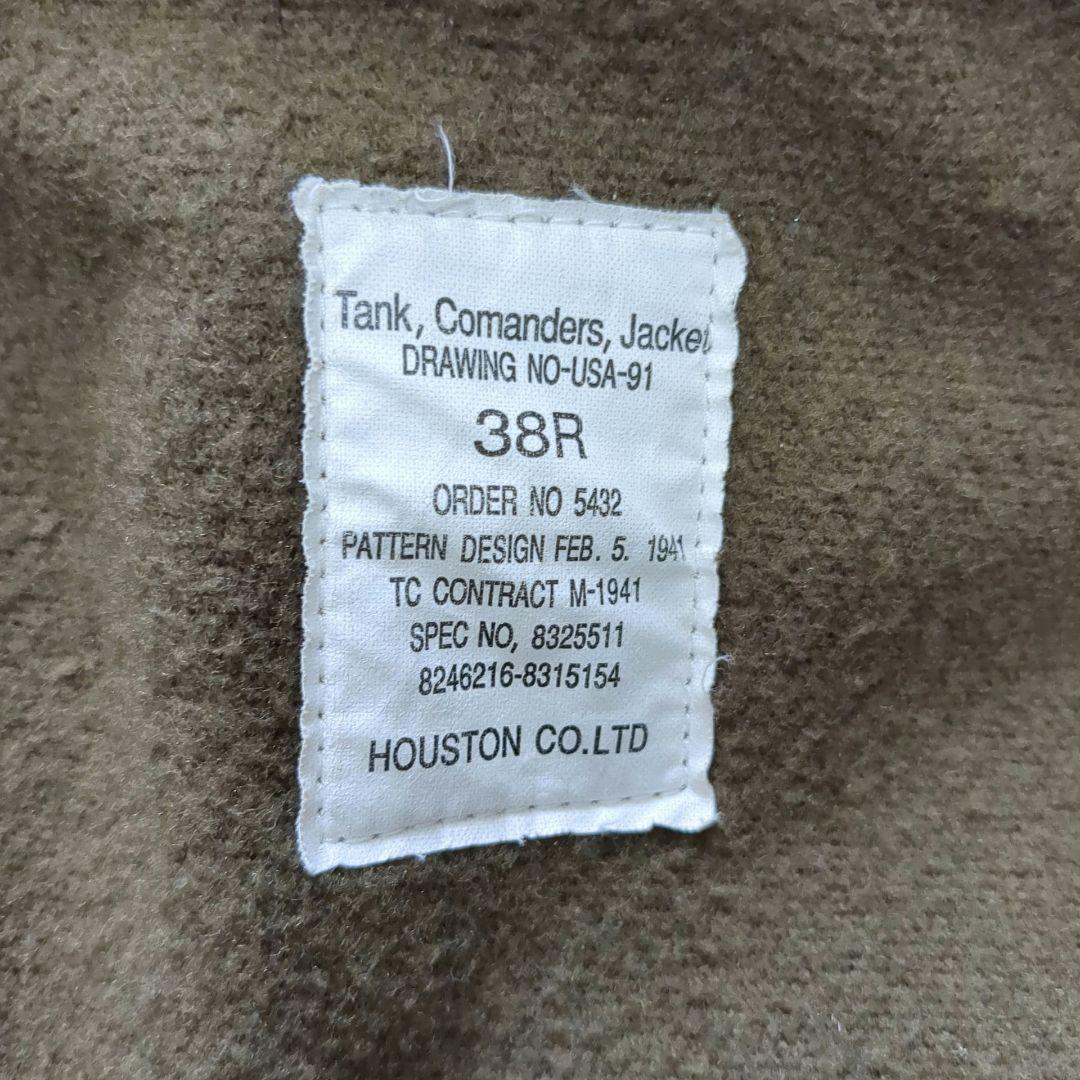 Tank, Comanders, Jacket
DRAWING NO-USA-91
38R
ORDER NO 5432
PATTERN DESIGN FEB. 5. 1941
TC CONTRACT M-1941
SPEC NO, 8325511
8246216-8315154
HOUSTON CO.LTD